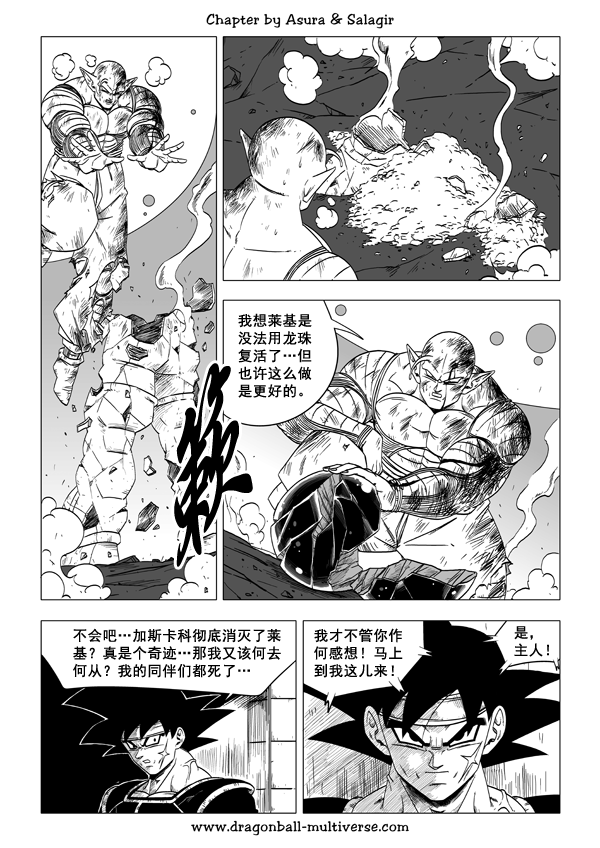 Chapter by Asura & Salagir
我想莱基是
没法用龙珠
复活了…但
也许这么做
是更好的。
不会吧…加斯卡科彻底消灭了莱
基？真是个奇迹…那我又该何去
何从？我的同伴们都死了…
我才不管你作
何感想！马上
到我这儿来！
是，
主人！
www.dragonball-multiverse.com